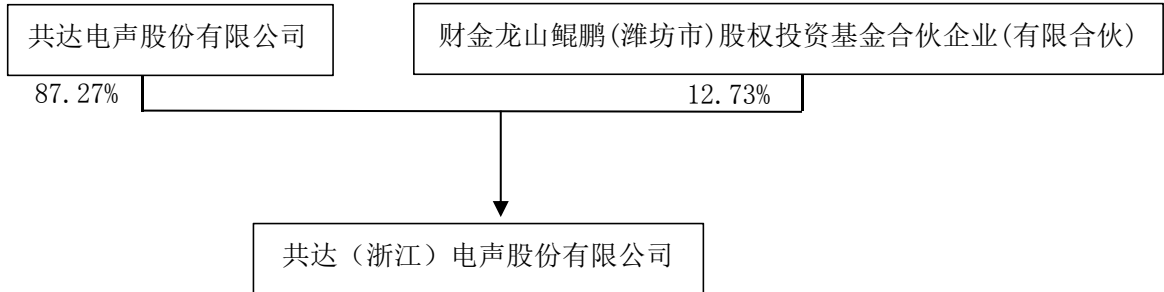 共达电声股份有限公司
财金龙山鲲鹏(潍坊市)股权投资基金合伙企业(有限合伙)
87.27%
12.73%
共达（浙江）电声股份有限公司